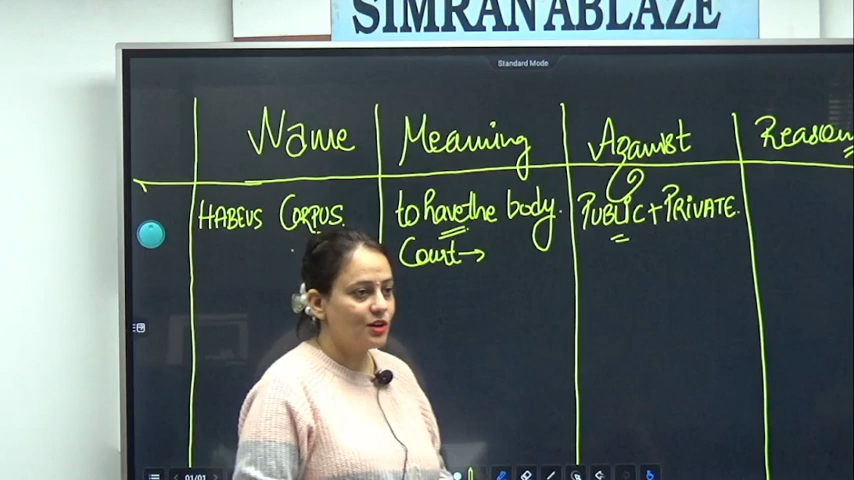 SIMRAN ABLAZE
Standard Mode
Name Meaning Against Reason
HABEUS CORPUS. to have the body. PUBLIC + PRIVATE.
Court →
01/01